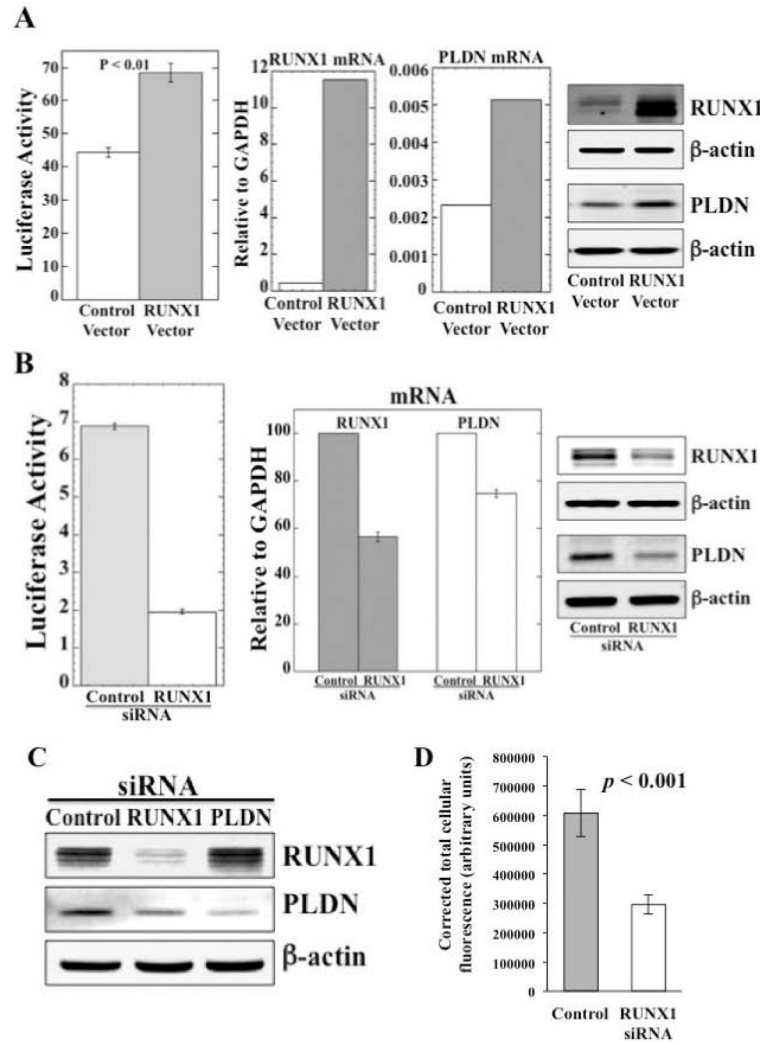 A
Luciferase Activity
70
60
50
40
30
20
10
0
P < 0.01
Control Vector
RUNX1 Vector
RUNX1 mRNA
Relative to GAPDH
12
10
8
6
4
2
0
Control Vector
RUNX1 Vector
PLDN mRNA
0.006
0.005
0.004
0.003
0.002
0.001
0
Control Vector
RUNX1 Vector
RUNX1
β-actin
PLDN
β-actin
Control Vector
RUNX1 Vector
B
Luciferase Activity
8
7
6
5
4
3
2
1
0
Control RUNX1
siRNA
mRNA
Relative to GAPDH
100
80
60
40
20
0
RUNX1
PLDN
Control RUNX1
siRNA
Control RUNX1
siRNA
RUNX1
β-actin
PLDN
β-actin
Control RUNX1
siRNA
C
siRNA
Control RUNX1 PLDN
RUNX1
PLDN
β-actin
D
Corrected total cellular
fluorescence (arbitrary units)
800000
700000
600000
500000
400000
300000
200000
100000
0
p < 0.001
Control
RUNX1
siRNA